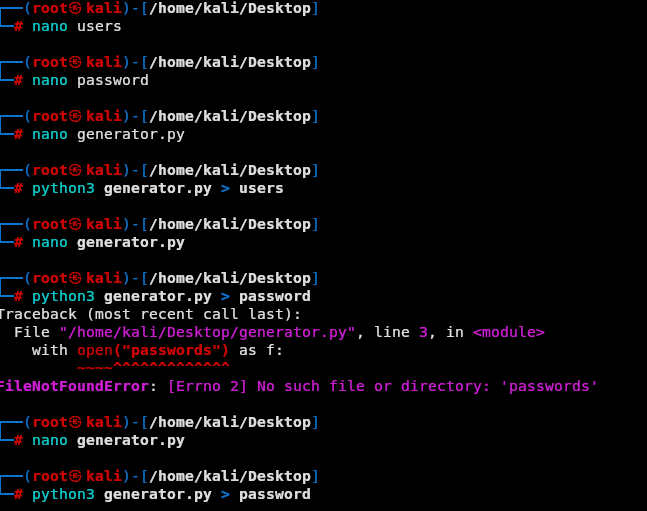 ┌──(root㉿kali)-[/home/kali/Desktop]
└─# nano users
┌──(root㉿kali)-[/home/kali/Desktop]
└─# nano password
┌──(root㉿kali)-[/home/kali/Desktop]
└─# nano generator.py
┌──(root㉿kali)-[/home/kali/Desktop]
└─# python3 generator.py > users
┌──(root㉿kali)-[/home/kali/Desktop]
└─# nano generator.py
┌──(root㉿kali)-[/home/kali/Desktop]
└─# python3 generator.py > password
Traceback (most recent call last):
  File "/home/kali/Desktop/generator.py", line 3, in <module>
    with open("passwords") as f:
         ~~~~^^^^^^^^^^^^^
FileNotFoundError: [Errno 2] No such file or directory: 'passwords'
┌──(root㉿kali)-[/home/kali/Desktop]
└─# nano generator.py
┌──(root㉿kali)-[/home/kali/Desktop]
└─# python3 generator.py > password